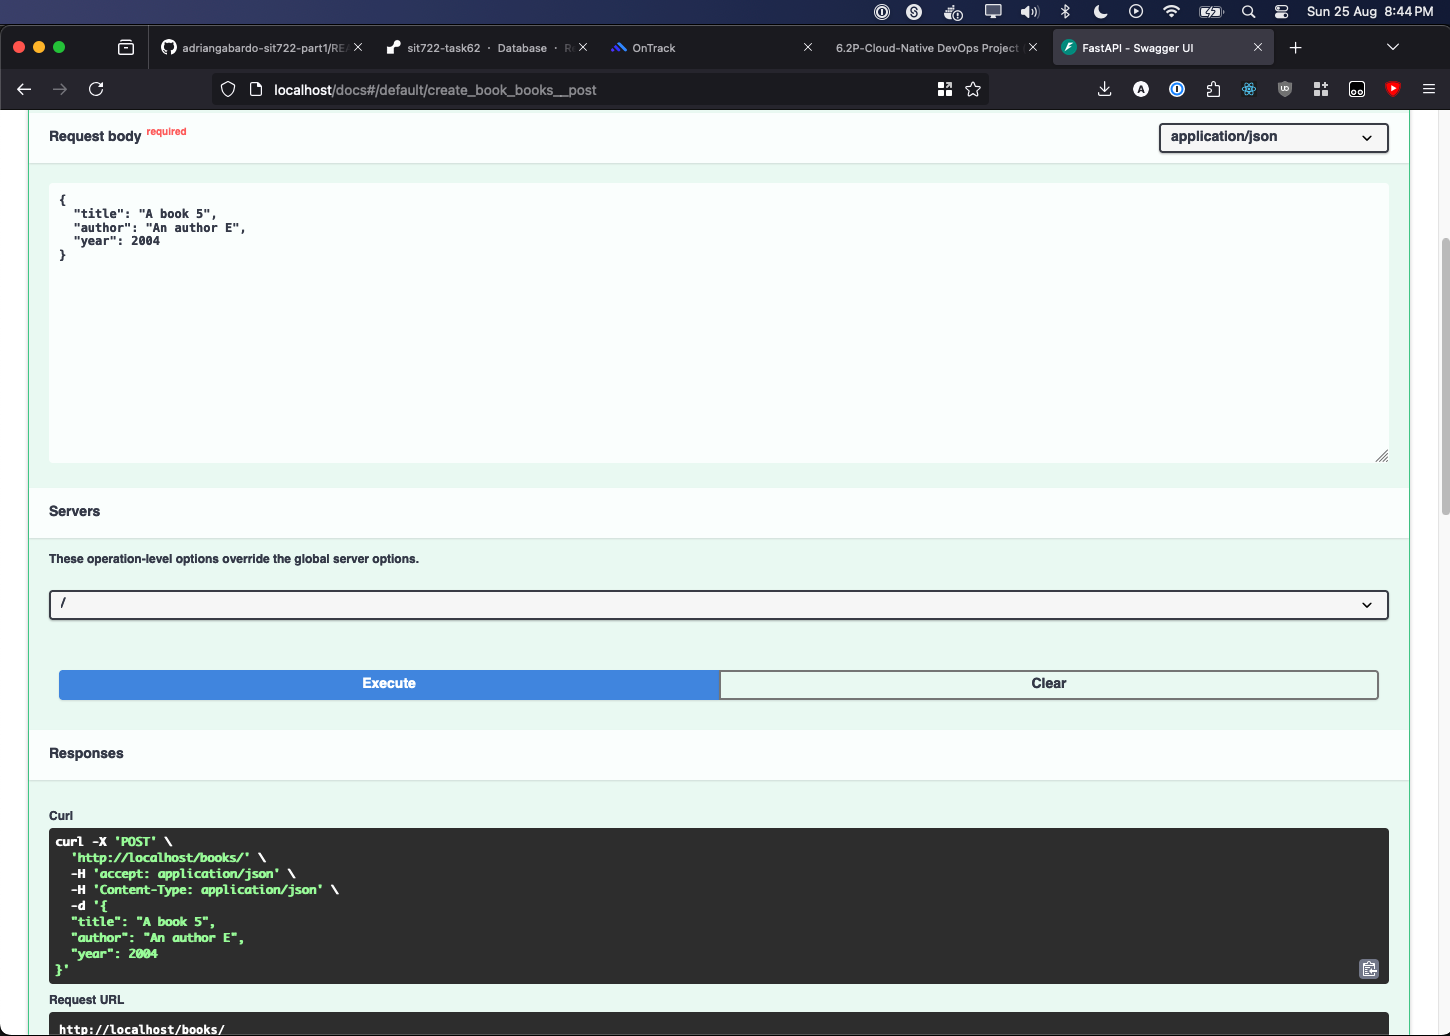 Sun 25 Aug 8:44 PM
adriangabardo-sit722-part1/REA
sit722-task62 · Database ·
OnTrack
6.2P-Cloud-Native DevOps Project
FastAPI - Swagger UI
localhost/docs#/default/create_book_books__post
Request body required
application/json
{
"title": "A book 5",
"author": "An author E",
"year": 2004
}
Servers
These operation-level options override the global server options.
/
Execute
Clear
Responses
Curl
curl -X 'POST' \
'http://localhost/books/' \
-H 'accept: application/json' \
-H 'Content-Type: application/json' \
-d '{
"title": "A book 5",
"author": "An author E",
"year": 2004
}'
Request URL
http://localhost/books/